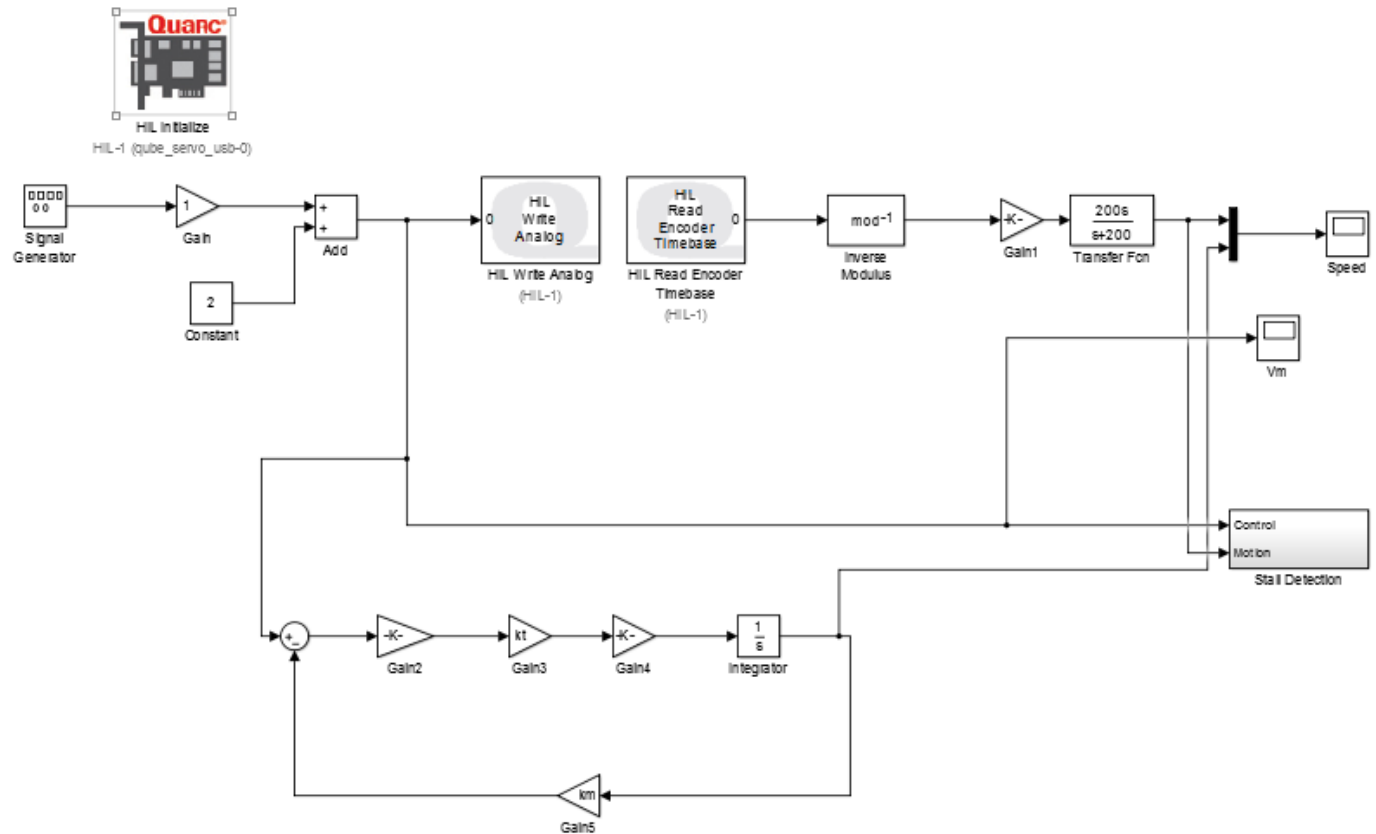 Quarc
HIL Initialize
HIL-1 (qube_servo_usb-0)
Signal
Generator
1
Gain
+
+
Add
2
Constant
0
HIL
Write
Analog
HIL Write Analog
(HIL-1)
HIL
Read
Encoder
Timebase
0
HIL Read Encoder
Timebase
(HIL-1)
mod-1
Inverse
Modulus
-K-
Gain1
200s
s+200
Transfer Fcn
Speed
Vm
Control
Motion
Stall Detection
+
-
-K-
Gain2
kt
Gain3
-K-
Gain4
1
s
Integrator
km
Gain5